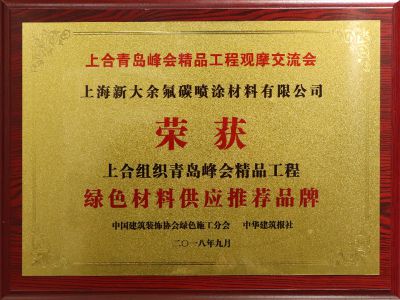 上合青岛峰会精品工程观摩交流会
上海新大余氟碳喷涂材料有限公司
荣获
上合组织青岛峰会精品工程
绿色材料供应推荐品牌
中国建筑装饰协会绿色施工分会 中华建筑报社
二〇一八年九月